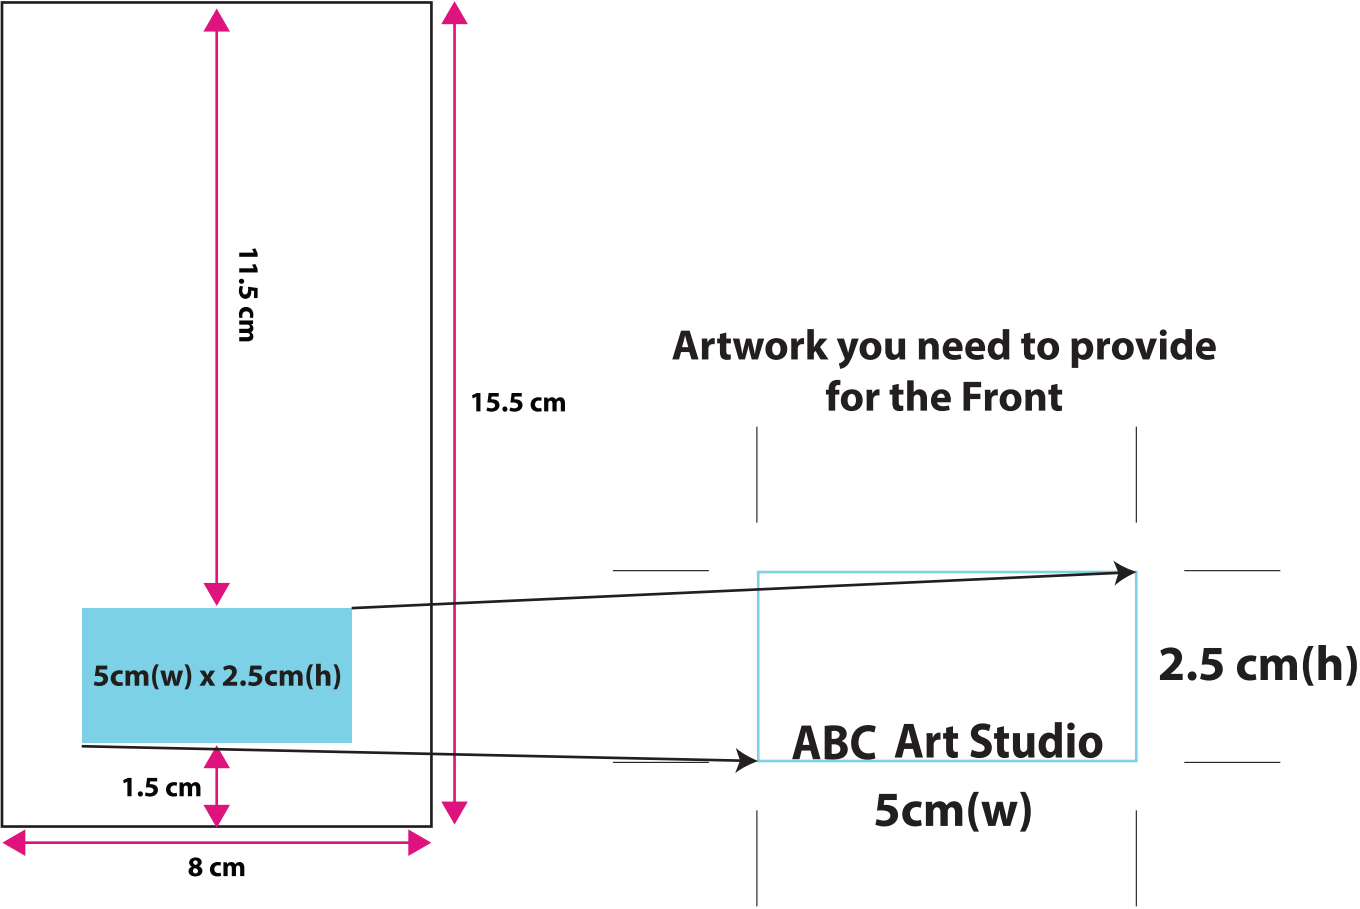 11.5 cm
15.5 cm
5cm(w) x 2.5cm(h)
1.5 cm
8 cm
Artwork you need to provide
for the Front
2.5 cm(h)
ABC Art Studio
5cm(w)